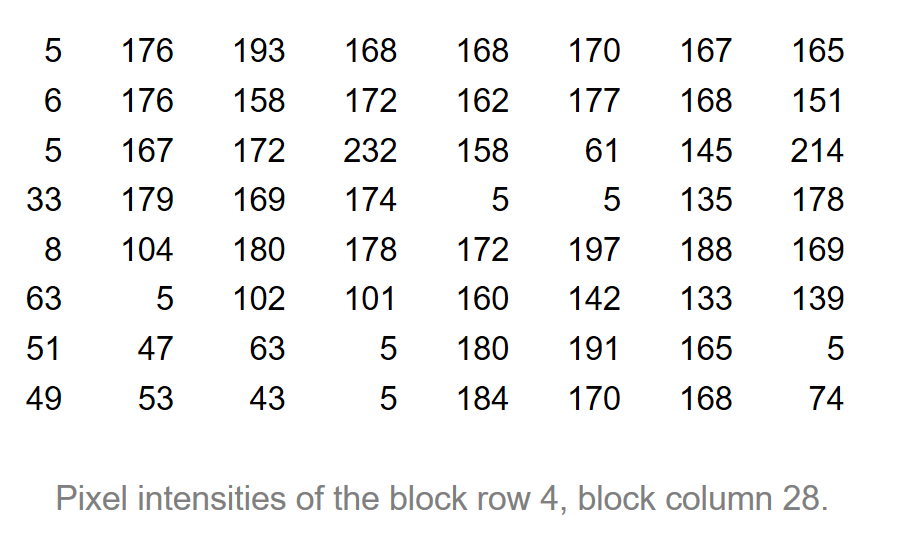 5 176 193 168 168 170 167 165
6 176 158 172 162 177 168 151
5 167 172 232 158 61 145 214
33 179 169 174 5 5 135 178
8 104 180 178 172 197 188 169
63 5 102 101 160 142 133 139
51 47 63 5 180 191 165 5
49 53 43 5 184 170 168 74
Pixel intensities of the block row 4, block column 28.